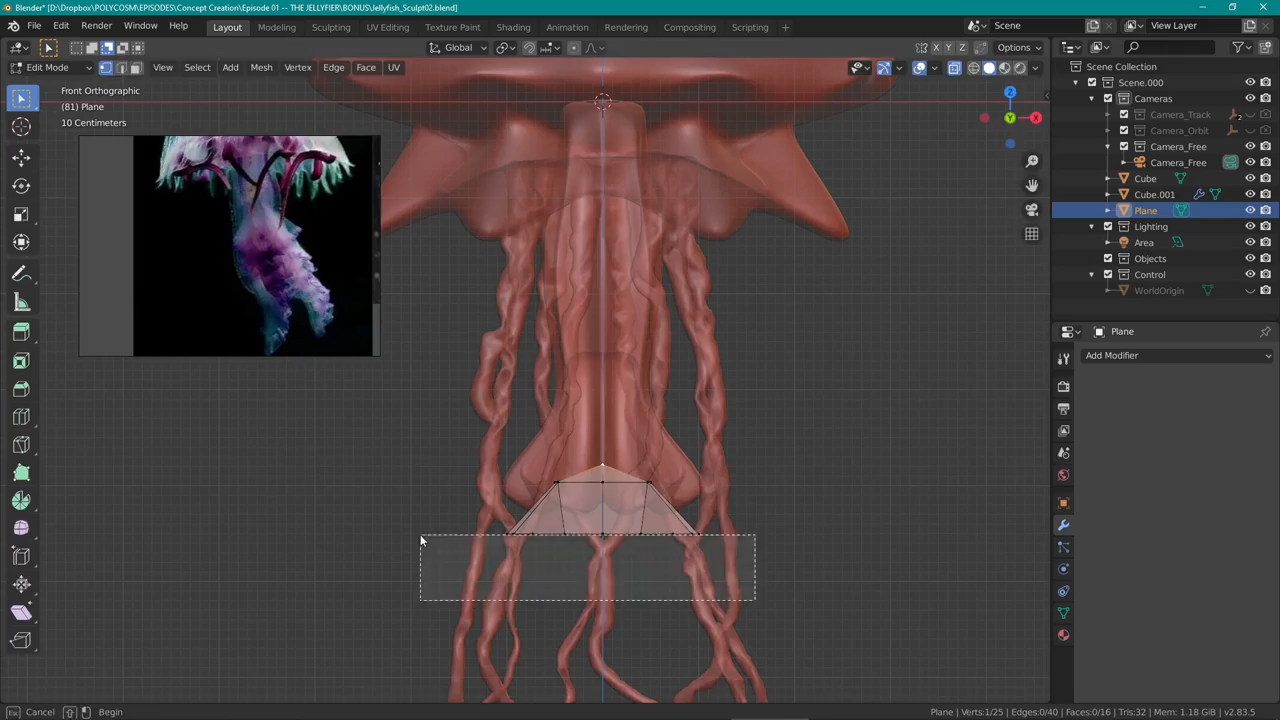 Blender* [D:\Dropbox\POLYCOSM\EPISODES\Concept Creation\Episode 01 -- THE JELLYFIER\BONUS\Jellyfish_Sculpt02.blend]
File Edit Render Window Help Layout Modeling Sculpting UV Editing Texture Paint Shading Animation Rendering Compositing Scripting + Scene View Layer
Global X Y Z Options
Edit Mode View Select Add Mesh Vertex Edge Face UV
Front Orthographic
(81) Plane
10 Centimeters
Z
Y
X
Scene Collection
Scene.000
Cameras
Camera_Track 2
Camera_Orbit
Camera_Free
Camera_Free
Cube
Cube.001
Plane
Lighting
Area
Objects
Control
WorldOrigin
Plane
Add Modifier
Cancel Begin Plane | Verts:1/25 | Edges:0/40 | Faces:0/16 | Tris:32 | Mem: 1.18 GiB | v2.83.5